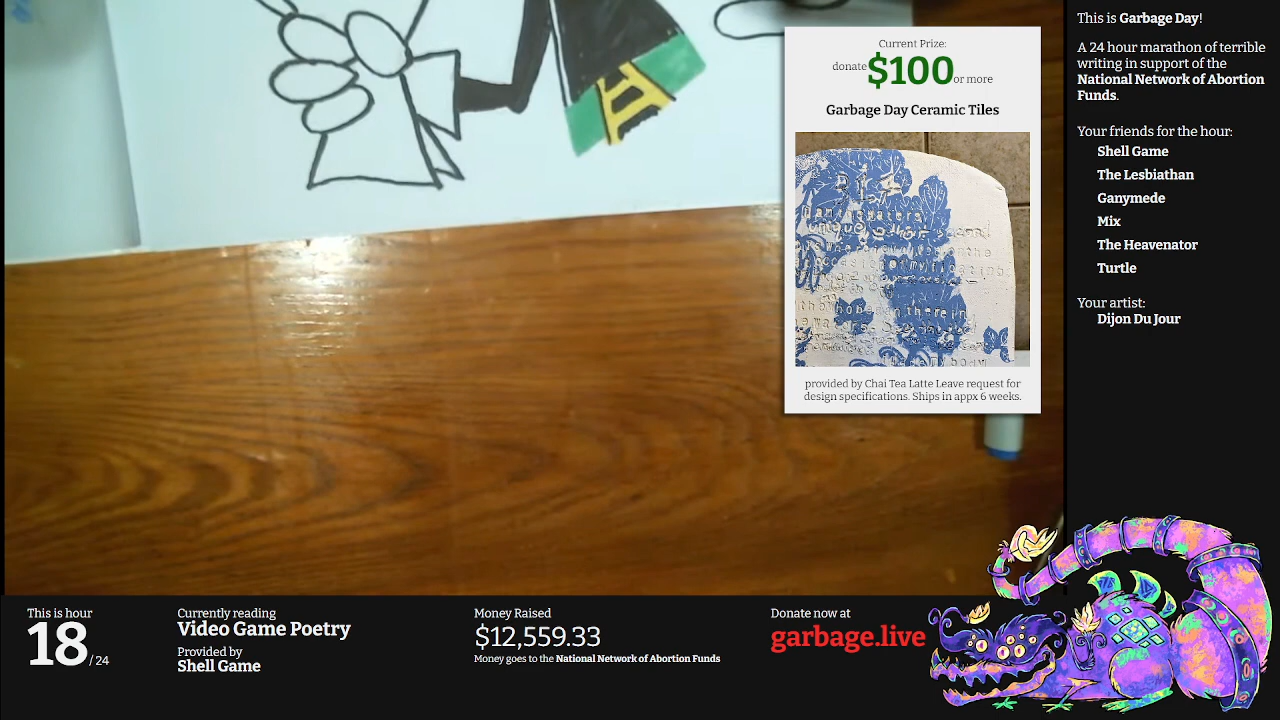 This is Garbage Day!
A 24 hour marathon of terrible
writing in support of the
National Network of Abortion
Funds.
Your friends for the hour:
Shell Game
The Lesbiathan
Ganymede
Mix
The Heavenator
Turtle
Your artist:
Dijon Du Jour
Current Prize:
donate $100 or more
Garbage Day Ceramic Tiles
provided by Chai Tea Latte Leave request for
design specifications. Ships in appx 6 weeks.
This is hour
18 / 24
Currently reading
Video Game Poetry
Provided by
Shell Game
Money Raised
$12,559.33
Money goes to the National Network of Abortion Funds
Donate now at
garbage.live